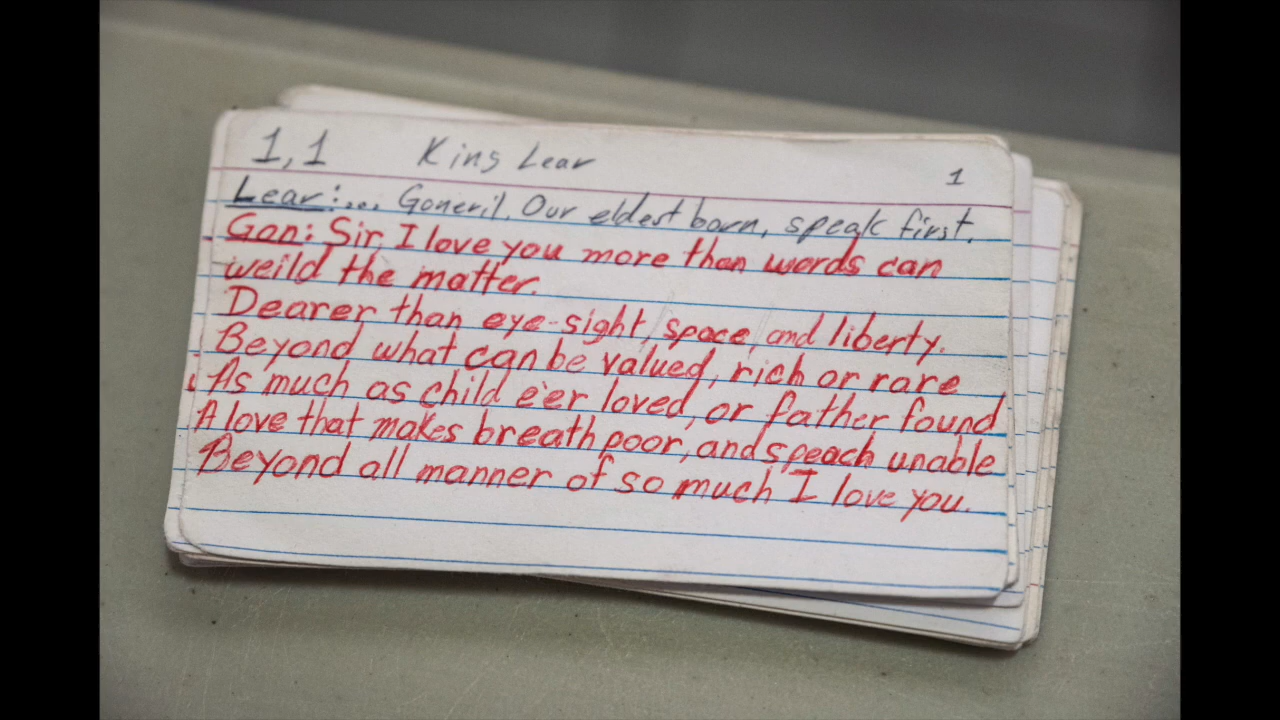 1,1 King Lear 1
Lear:... Goneril. Our eldest born, speak first.
Gon: Sir, I love you more than words can
weild the matter.
Dearer than eye-sight, space, and liberty.
Beyond what can be valued, rich or rare
As much as child e'er loved, or father found
A love that makes breath poor, and speach unable
Beyond all manner of so much I love you.